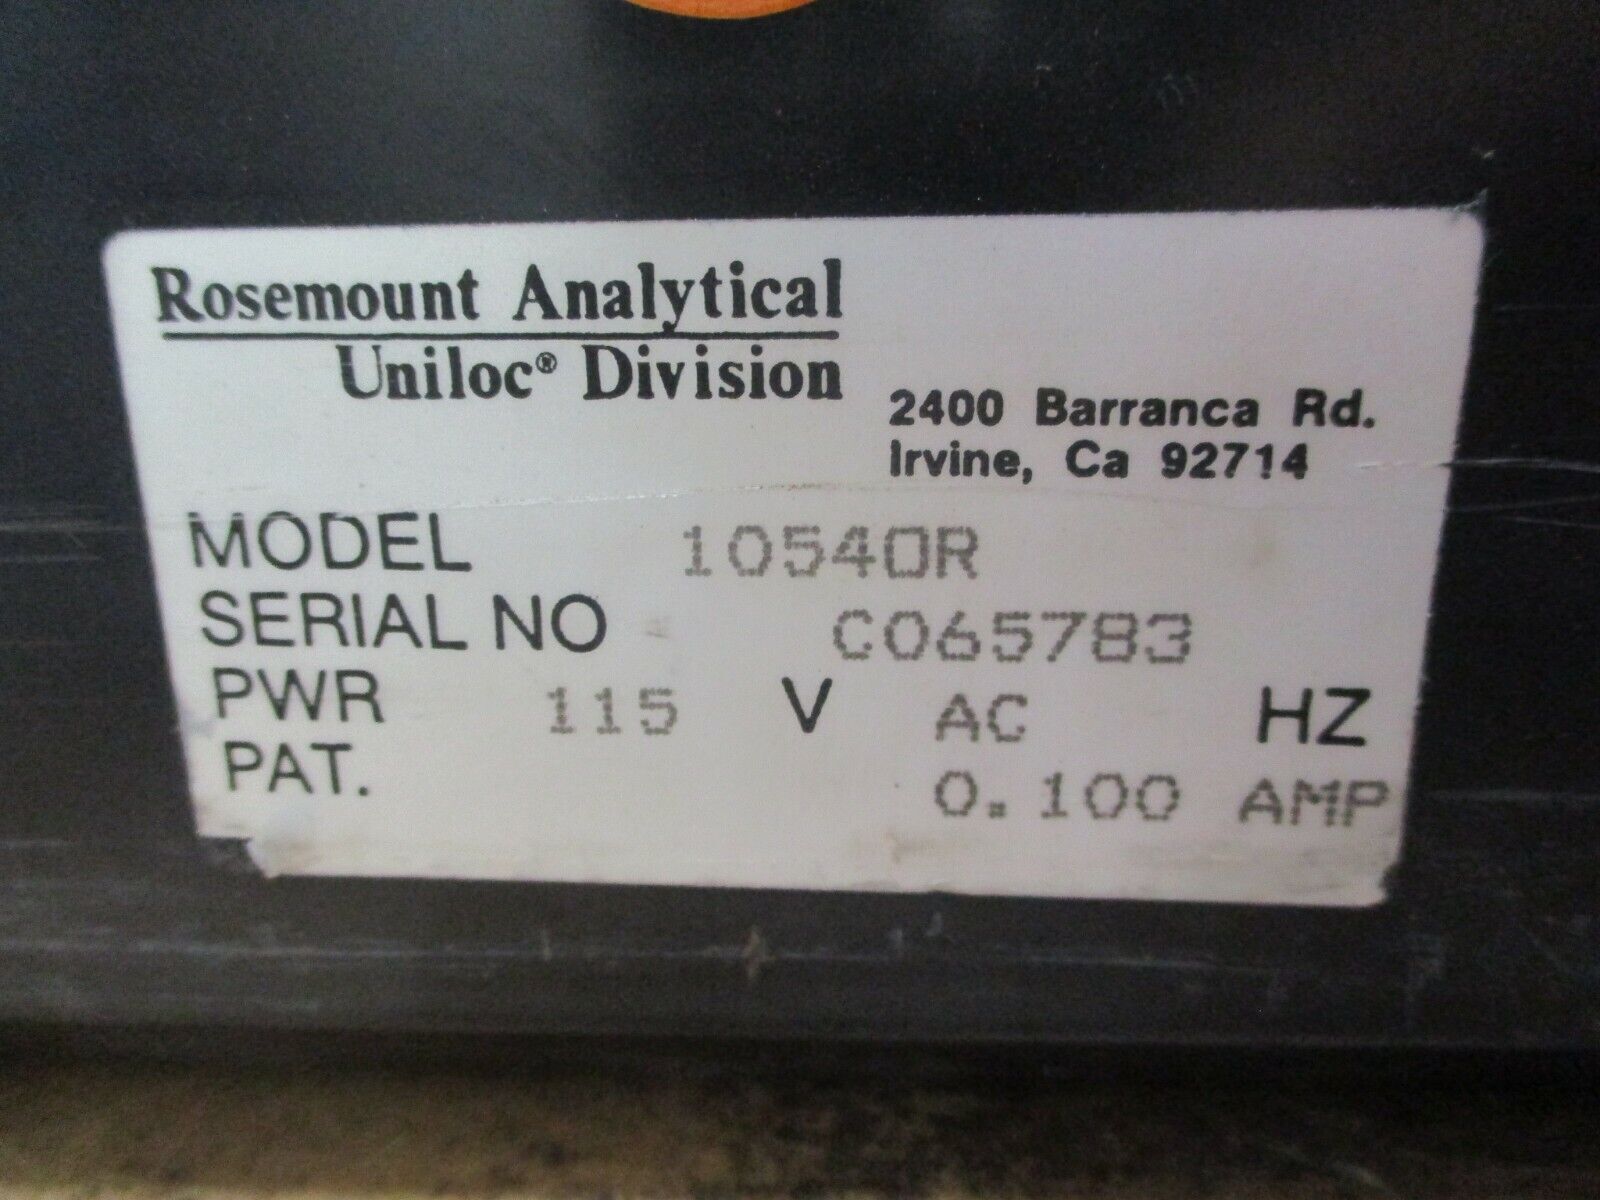 Rosemount Analytical
Uniloc® Division
2400 Barranca Rd.
Irvine, Ca 92714
MODEL 10540R
SERIAL NO C065783
PWR 115 V AC HZ
PAT. 0.100 AMP